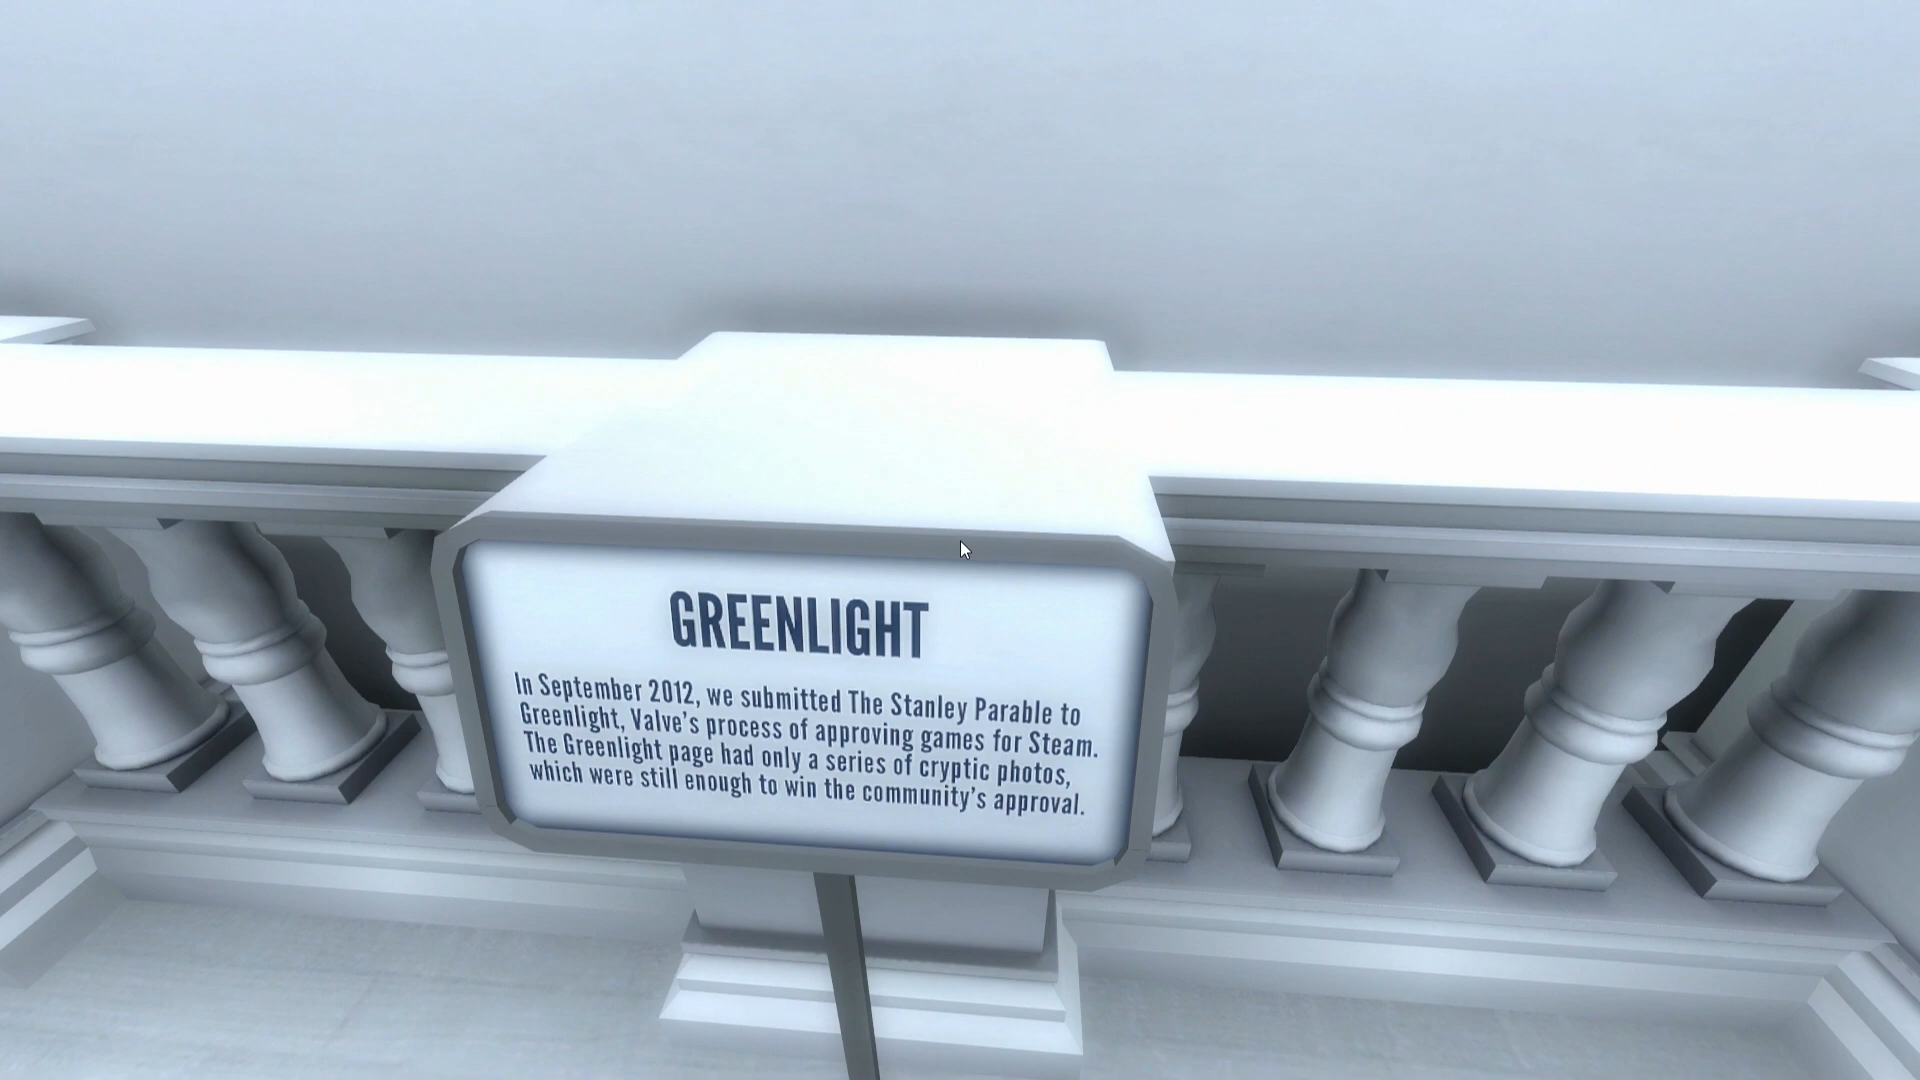 GREENLIGHT
In September 2012, we submitted The Stanley Parable to
Greenlight, Valve's process of approving games for Steam.
The Greenlight page had only a series of cryptic photos,
which were still enough to win the community's approval.